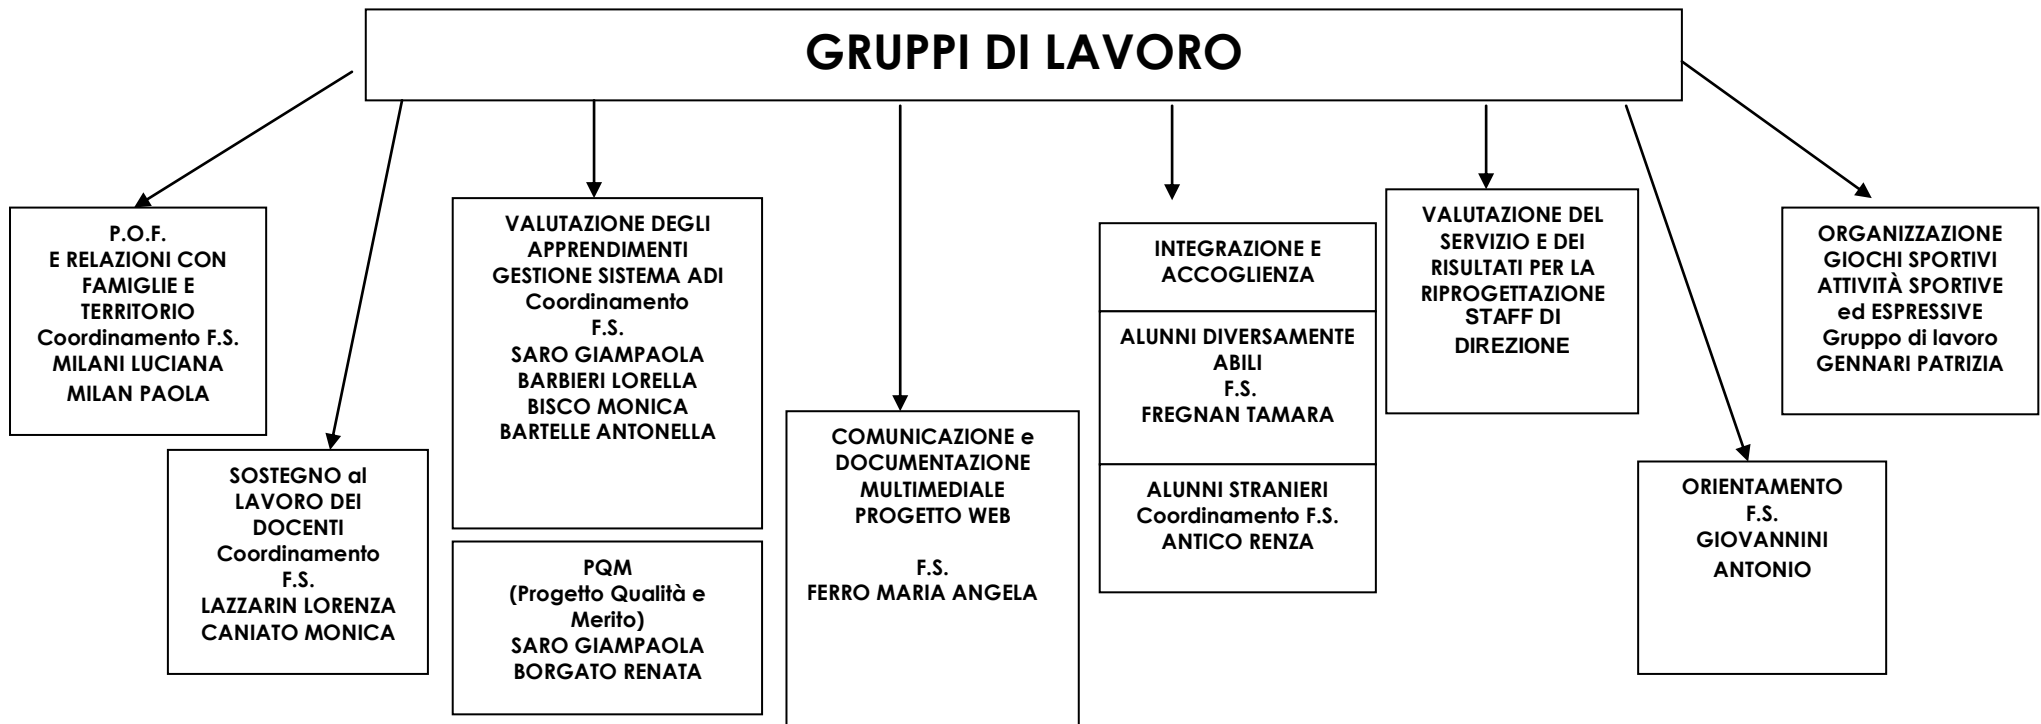 GRUPPI DI LAVORO
P.O.F.
E RELAZIONI CON
FAMIGLIE E
TERRITORIO
Coordinamento F.S.
MILANI LUCIANA
MILAN PAOLA
SOSTEGNO al
LAVORO DEI
DOCENTI
Coordinamento
F.S.
LAZZARIN LORENZA
CANIATO MONICA
VALUTAZIONE DEGLI
APPRENDIMENTI
GESTIONE SISTEMA ADI
Coordinamento
F.S.
SARO GIAMPAOLA
BARBIERI LORELLA
BISCO MONICA
BARTELLE ANTONELLA
PQM
(Progetto Qualità e
Merito)
SARO GIAMPAOLA
BORGATO RENATA
COMUNICAZIONE e
DOCUMENTAZIONE
MULTIMEDIALE
PROGETTO WEB
F.S.
FERRO MARIA ANGELA
INTEGRAZIONE E
ACCOGLIENZA
ALUNNI DIVERSAMENTE
ABILI
F.S.
FREGNAN TAMARA
ALUNNI STRANIERI
Coordinamento F.S.
ANTICO RENZA
VALUTAZIONE DEL
SERVIZIO E DEI
RISULTATI PER LA
RIPROGETTAZIONE
STAFF DI
DIREZIONE
ORIENTAMENTO
F.S.
GIOVANNINI
ANTONIO
ORGANIZZAZIONE
GIOCHI SPORTIVI
ATTIVITÀ SPORTIVE
ed ESPRESSIVE
Gruppo di lavoro
GENNARI PATRIZIA